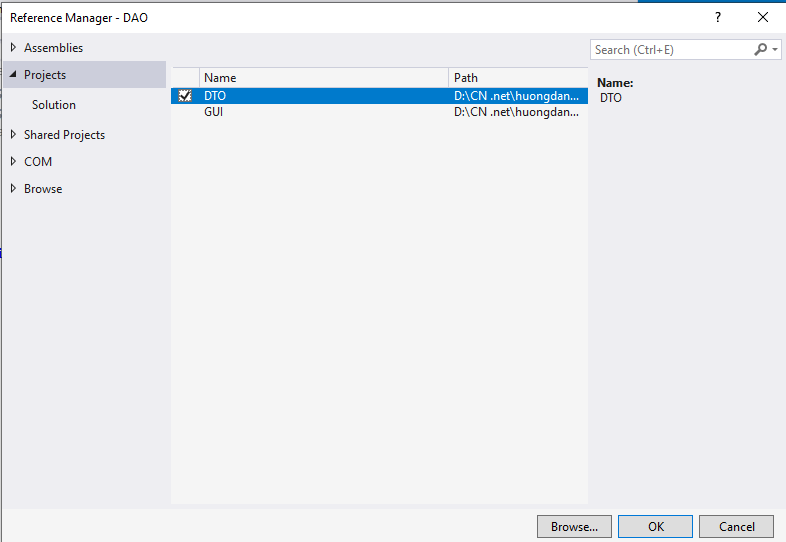 Reference Manager - DAO
?
Assemblies
Projects
Solution
Shared Projects
COM
Browse
Name Path
DTO D:\CN .net\huongdan...
GUI D:\CN .net\huongdan...
Search (Ctrl+E)
Name:
DTO
Browse... OK Cancel